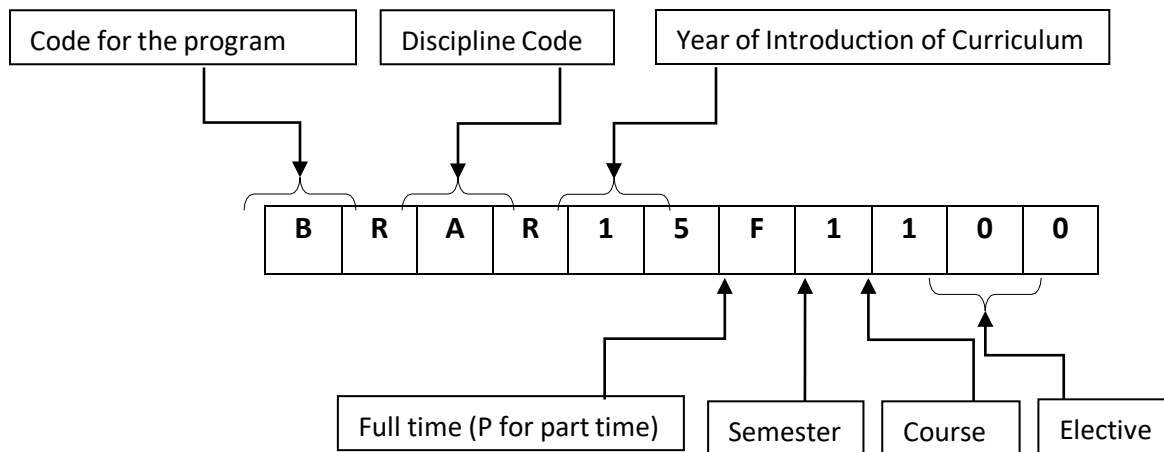 Code for the program
Discipline Code
Year of Introduction of Curriculum
B R A R 1 5 F 1 1 0 0
Full time (P for part time)
Semester
Course
Elective